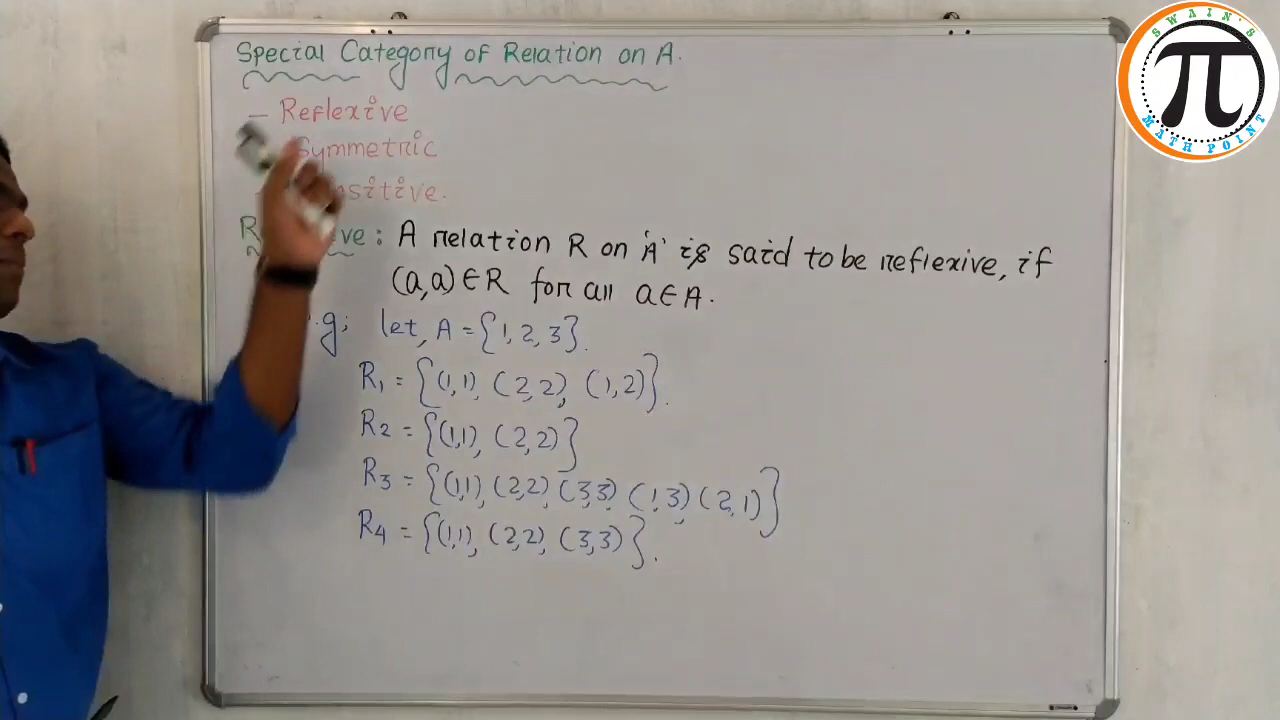 Special Category of Relation on A.
– Reflexive
Symmetric
: A relation R on 'A' is said to be reflexive, if
(a,a)∈R for all a∈A.
.g; let, A = {1, 2, 3}.
R1 = {(1,1), (2,2), (1,2)}.
R2 = {(1,1), (2,2)}
R3 = {(1,1), (2,2), (3,3), (1,3), (2,1)}
R4 = {(1,1), (2,2), (3,3)}.
SWAIN'S
π
MATH POINT